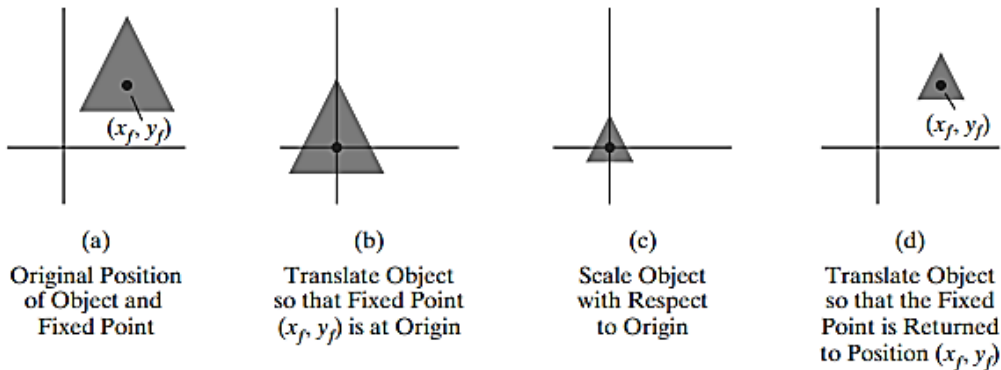 (x_f, y_f)
(x_f, y_f)
(a)
Original Position
of Object and
Fixed Point
(b)
Translate Object
so that Fixed Point
(x_f, y_f) is at Origin
(c)
Scale Object
with Respect
to Origin
(d)
Translate Object
so that the Fixed
Point is Returned
to Position (x_f, y_f)